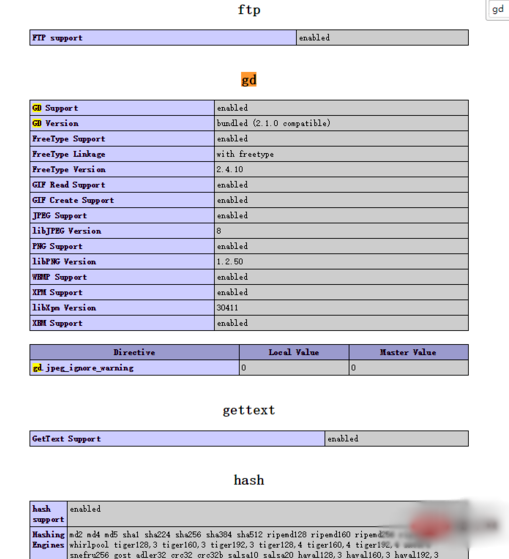 gd
ftp
FTP support enabled
gd
GD Support enabled
GD Version bundled (2.1.0 compatible)
FreeType Support enabled
FreeType Linkage with freetype
FreeType Version 2.4.10
GIF Read Support enabled
GIF Create Support enabled
JPEG Support enabled
libJPEG Version 8
PNG Support enabled
libPNG Version 1.2.50
WBMP Support enabled
XPM Support enabled
libXpm Version 30411
XBM Support enabled
Directive Local Value Master Value
gd.jpeg_ignore_warning 0 0
gettext
GetText Support enabled
hash
hash support enabled
Hashing Engines md2 md4 md5 sha1 sha224 sha256 sha384 sha512 ripemd128 ripemd160
whirlpool tiger128,3 tiger160,3 tiger192,3 tiger128,4 tiger160,4 tiger192,4
snefru256 gost adler32 crc32 crc32b salsa10 salsa20 haval128,3 haval160,3 haval192,3